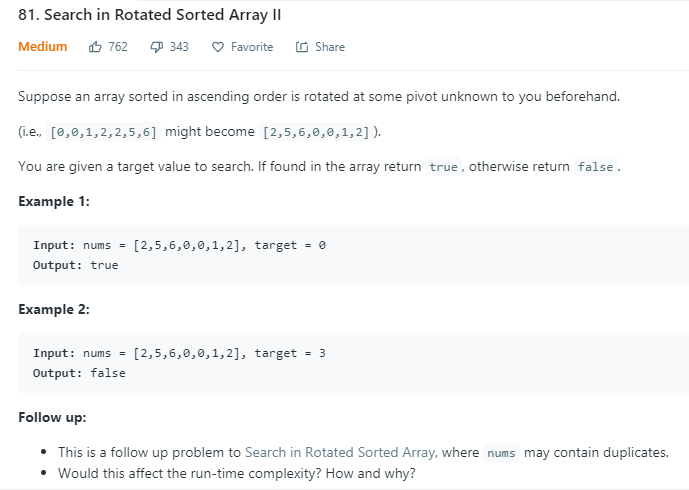 81. Search in Rotated Sorted Array II
Medium 762 343 Favorite Share
Suppose an array sorted in ascending order is rotated at some pivot unknown to you beforehand.
(i.e., [0,0,1,2,2,5,6] might become [2,5,6,0,0,1,2]).
You are given a target value to search. If found in the array return true, otherwise return false.
Example 1:
Input: nums = [2,5,6,0,0,1,2], target = 0
Output: true
Example 2:
Input: nums = [2,5,6,0,0,1,2], target = 3
Output: false
Follow up:
• This is a follow up problem to Search in Rotated Sorted Array, where nums may contain duplicates.
• Would this affect the run-time complexity? How and why?